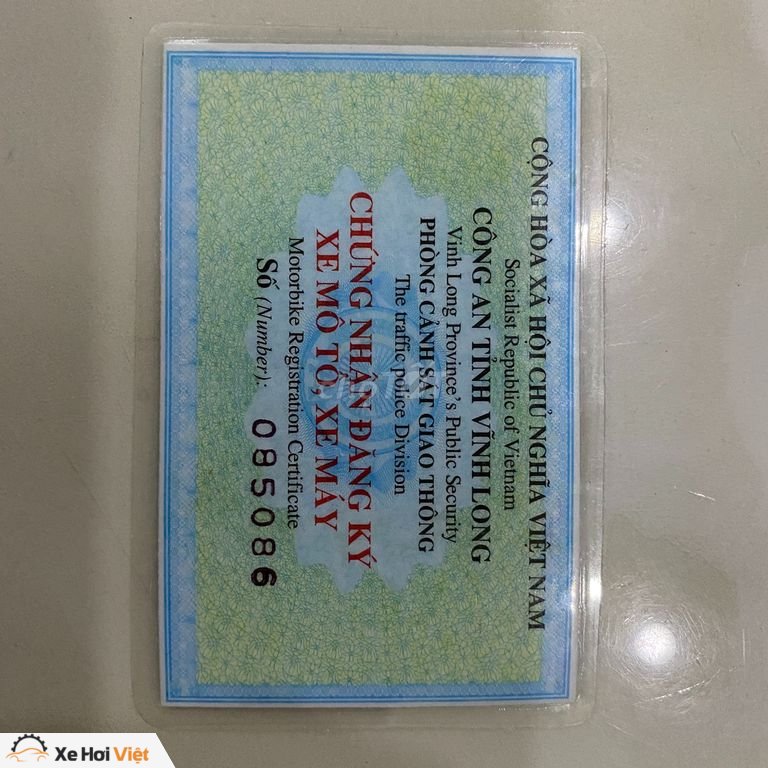 CỘNG HÒA XÃ HỘI CHỦ NGHĨA VIỆT NAM
Socialist Republic of Vietnam
CÔNG AN TỈNH VĨNH LONG
Vinh Long Province's Public Security
PHÒNG CẢNH SÁT GIAO THÔNG
The traffic police Division
CHỨNG NHẬN ĐĂNG KÝ
XE MÔ TÔ, XE MÁY
Motorbike Registration Certificate
Số (Number): 085086
chợTỐT
Xe Hơi Việt